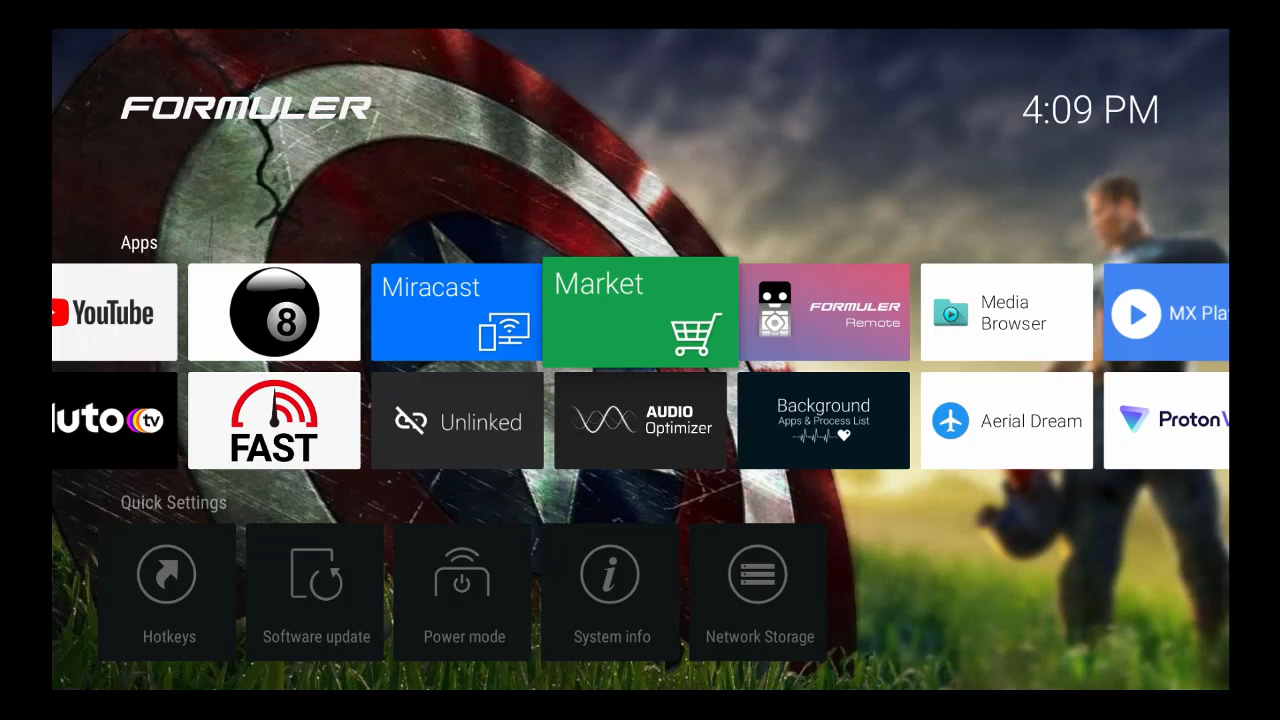 FORMULER
4:09 PM
Apps
YouTube
8
Miracast
Market
FORMULER
Remote
Media
Browser
MX Pla
luto tv
FAST
Unlinked
AUDIO
Optimizer
Background
Apps & Process List
Aerial Dream
Proton V
Quick Settings
Hotkeys
Software update
Power mode
System info
Network Storage